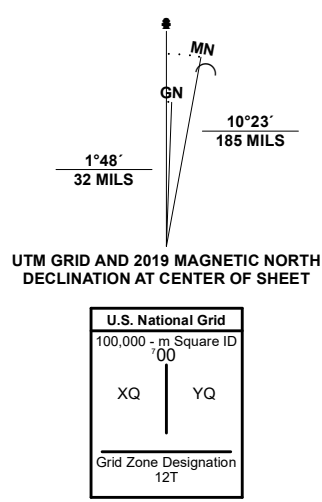 MN
GN
10°23´
185 MILS
1°48´
32 MILS
UTM GRID AND 2019 MAGNETIC NORTH
DECLINATION AT CENTER OF SHEET
U.S. National Grid
100,000 - m Square ID
⁷00
XQ YQ
Grid Zone Designation
12T